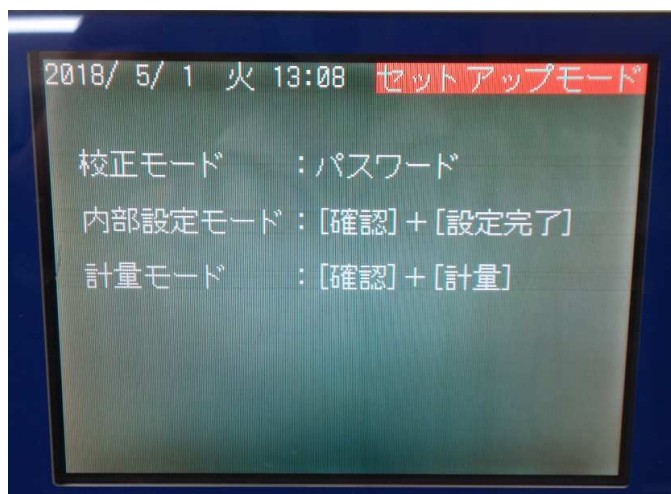 2018/ 5/ 1 火 13:08 セットアップモード
校正モード :パスワード
内部設定モード:[確認]+[設定完了]
計量モード :[確認]+[計量]